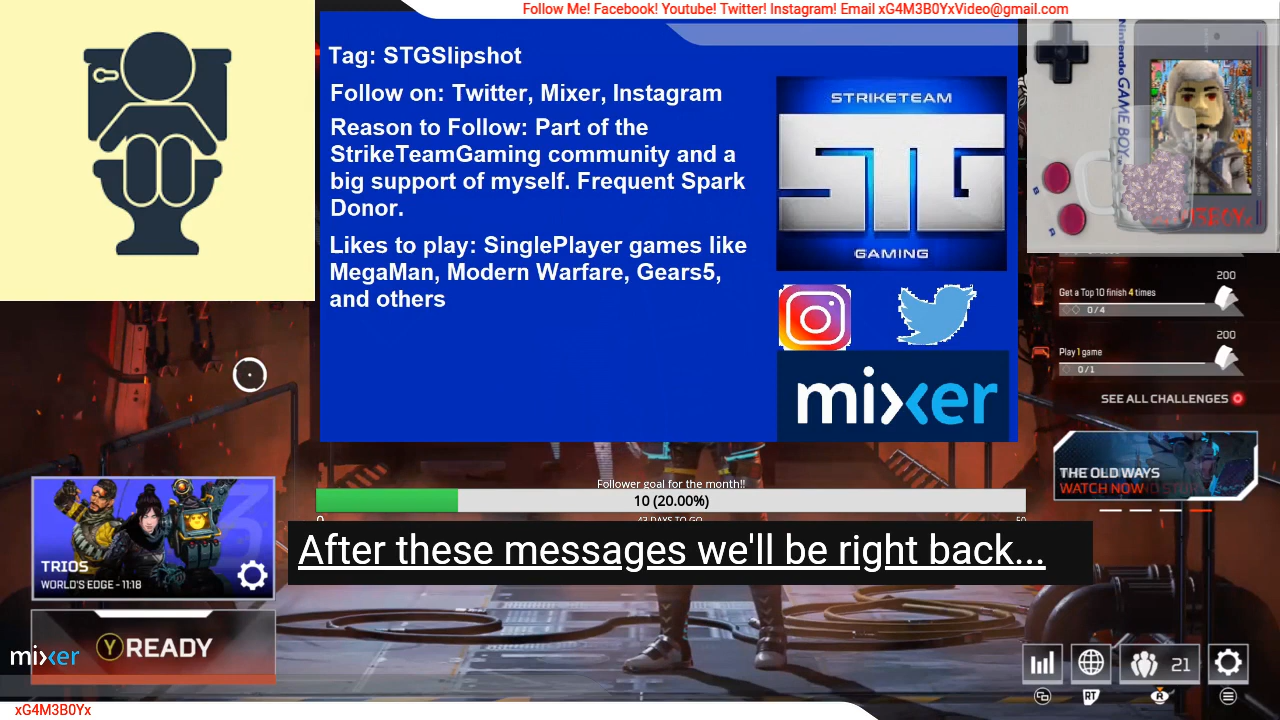 Follow Me! Facebook! Youtube! Twitter! Instagram! Email xG4M3B0YxVideo@gmail.com
Tag: STGSlipshot
Follow on: Twitter, Mixer, Instagram
Reason to Follow: Part of the
StrikeTeamGaming community and a
big support of myself. Frequent Spark
Donor.
Likes to play: SinglePlayer games like
MegaMan, Modern Warfare, Gears5,
and others
STRIKETEAM
STG
GAMING
mixer
Nintendo GAME BOY
200
Get a Top 10 finish 4 times
0/4
200
Play 1 game
0/1
SEE ALL CHALLENGES
THE OLD WAYS
WATCH NOW
Follower goal for the month!!
10 (20.00%)
After these messages we'll be right back...
TRIOS
WORLD'S EDGE - 11:18
Y READY
mixer
21
RT
R
xG4M3B0Yx